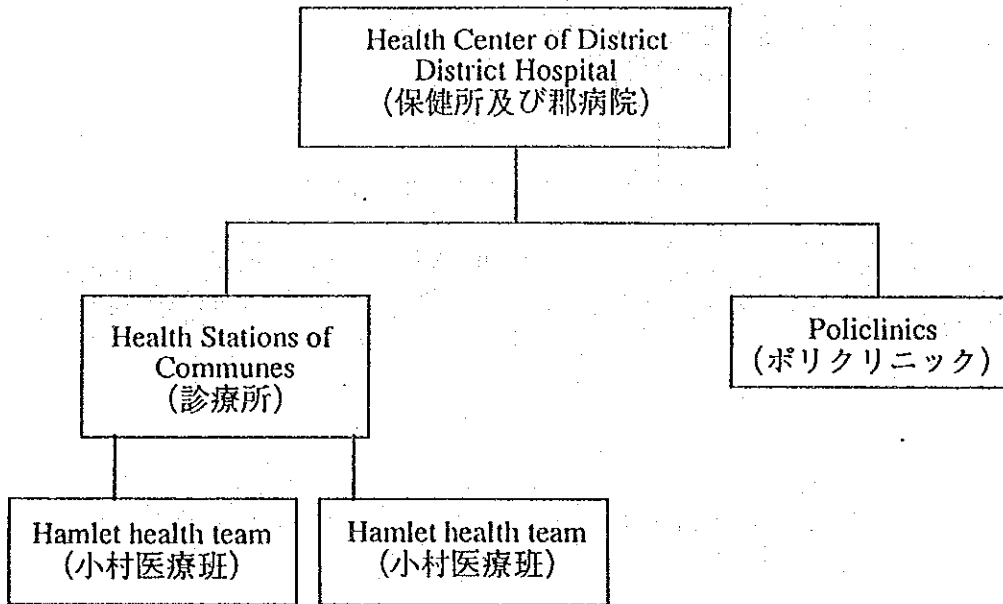 Health Center of District
District Hospital
(保健所及び郡病院)
Health Stations of
Communes
(診療所)
Policlinics
(ポリクリニック)
Hamlet health team
(小村医療班)
Hamlet health team
(小村医療班)